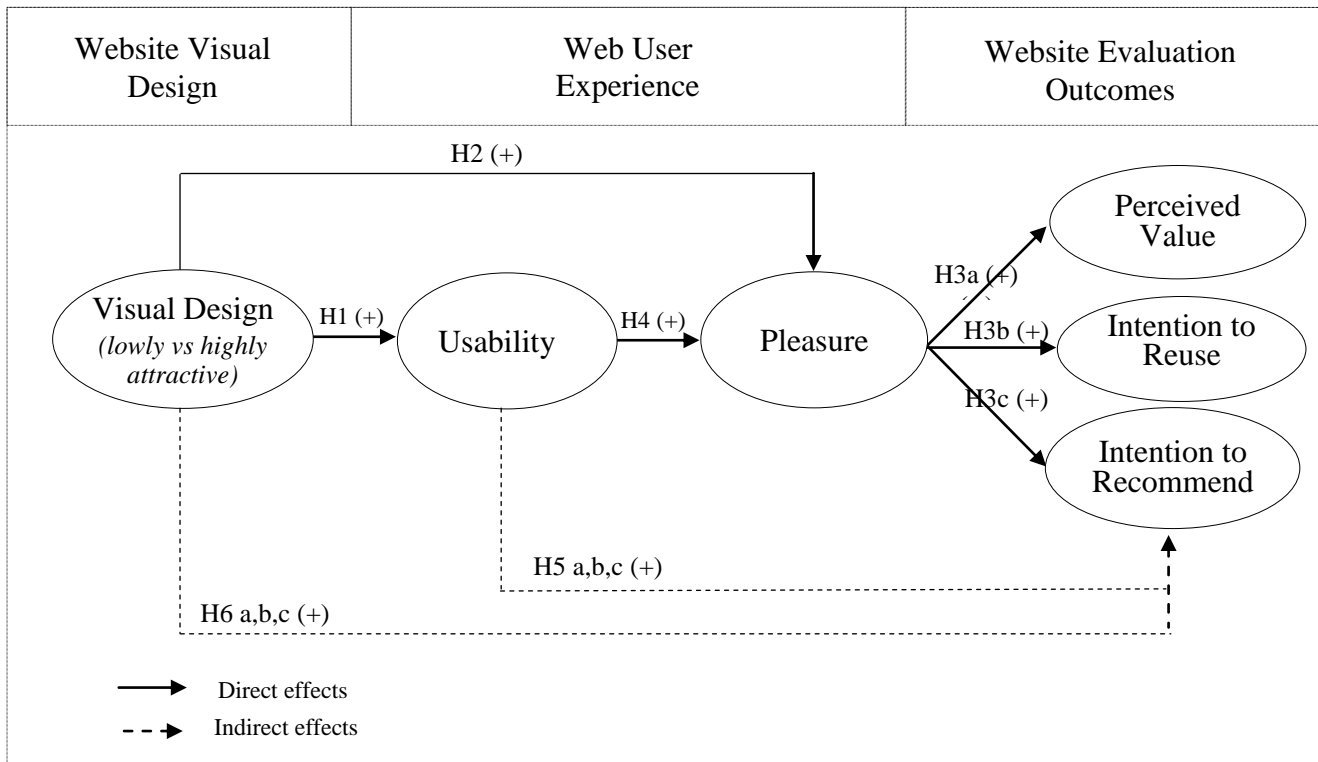 Website Visual
Design
Web User
Experience
Website Evaluation
Outcomes
H2 (+)
Perceived
Value
H3a (+)
Visual Design
(lowly vs highly
attractive)
H1 (+)
Usability
H4 (+)
Pleasure
H3b (+)
Intention to
Reuse
H3c (+)
Intention to
Recommend
H5 a,b,c (+)
H6 a,b,c (+)
Direct effects
Indirect effects